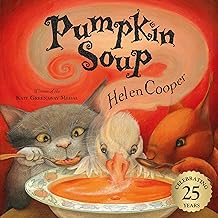 Pumpkin
Soup
Winner of the
KATE GREENAWAY MEDAL
Helen Cooper
CELEBRATING
25
YEARS